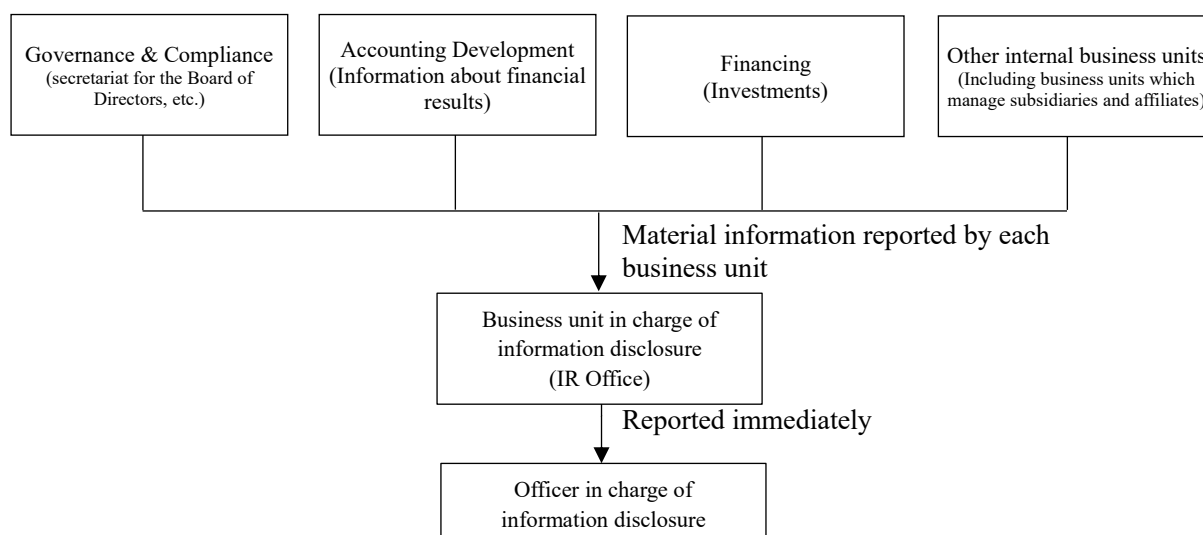 Governance & Compliance
(secretariat for the Board of
Directors, etc.)
Accounting Development
(Information about financial
results)
Financing
(Investments)
Other internal business units
(Including business units which
manage subsidiaries and affiliates)
Material information reported by each
business unit
Business unit in charge of
information disclosure
(IR Office)
Reported immediately
Officer in charge of
information disclosure